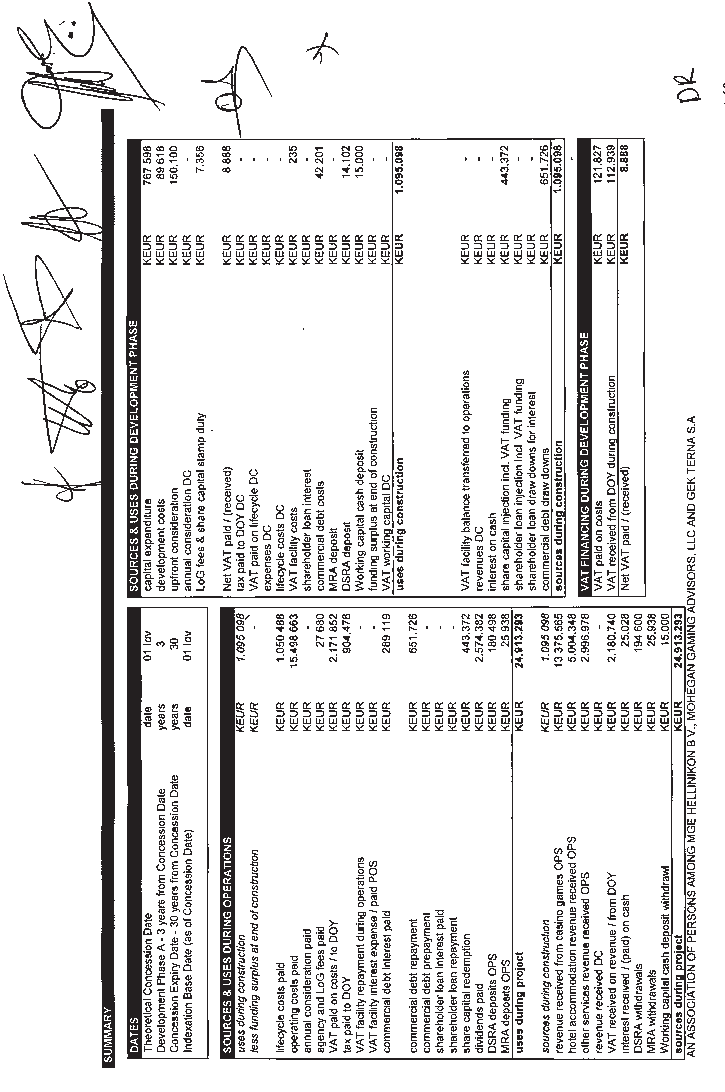 SUMMARY
DATES
Theoretical Concession Date date 01 Ιον
Development Phase A - 3 years from Concession Date years 3
Concession Expiry Date - 30 years from Concession Date years 30
Indexation Base Date (as of Concession Date) date 01 Ιον
SOURCES & USES DURING OPERATIONS
uses during construction KEUR 1.095 098
less funding surplus at end of construction KEUR -
lifecycle costs paid KEUR 1.050 488
operating costs paid KEUR 15.498 663
annual consideration paid KEUR -
agency and LoG fees paid KEUR 27 680
VAT paid on costs / to DOY KEUR 2.171 852
tax paid to DOY KEUR 904.478
VAT facility repayment during operations KEUR -
VAT facility interest expense / paid POS KEUR -
commercial debt interest paid KEUR 289 119
commercial debt repayment KEUR 651.726
commercial debt prepayment KEUR -
shareholder loan interest paid KEUR -
shareholder loan repayment KEUR -
share capital redemption KEUR 443.372
dividends paid KEUR 2.574.382
DSRA deposits OPS KEUR 180 498
MRA deposits OPS KEUR 25 938
uses during project KEUR 24.913.293
sources during construction KEUR 1.095 098
revenue received from casino games OPS KEUR 13 375.565
hotel accommodation revenue received OPS KEUR 5.004.348
other services revenue received OPS KEUR 2.996.976
revenue received DC KEUR -
VAT received on revenue / from DOY KEUR 2.180.740
interest received / (paid) on cash KEUR 25.028
DSRA withdrawals KEUR 194 600
MRA withdrawals KEUR 25.938
Working capital cash deposit withdrawl KEUR 15.000
sources during project KEUR 24.913.293
SOURCES & USES DURING DEVELOPMENT PHASE
capital expenditure KEUR 767 598
development costs KEUR 89 618
upfront consideration KEUR 150,100
annual consideration DC KEUR -
LoG fees & share capital stamp duty KEUR 7.356
Net VAT paid / (received) KEUR 8 888
tax paid to DOY DC KEUR -
VAT paid on lifecycle DC KEUR -
expenses DC KEUR -
lifecycle costs DC KEUR -
VAT facility costs KEUR 235
shareholder loan interest KEUR -
commercial debt costs KEUR 42 201
MRA deposit KEUR -
DSRA deposit KEUR 14.102
Working capital cash deposit KEUR 15.000
funding surplus at end of construction KEUR -
VAT working capital DC KEUR -
uses during construction KEUR 1.095.098
VAT facility balance transferred to operations KEUR -
revenues DC KEUR -
interest on cash KEUR -
share capital injection incl. VAT funding KEUR 443.372
shareholder loan injection incl. VAT funding KEUR -
shareholder loan draw downs for interest KEUR -
commercial debt draw downs KEUR 651.726
sources during construction KEUR 1.095.098
VAT FINANCING DURING DEVELOPMENT PHASE
VAT paid on costs KEUR 121.827
VAT received from DOY during construction KEUR 112.939
Net VAT paid / (received) KEUR 8.888
AN ASSOCIATION OF PERSONS AMONG MGE HELLINIKON B V., MOHEGAN GAMING ADVISORS, LLC AND GEK TERNA S.A
DR